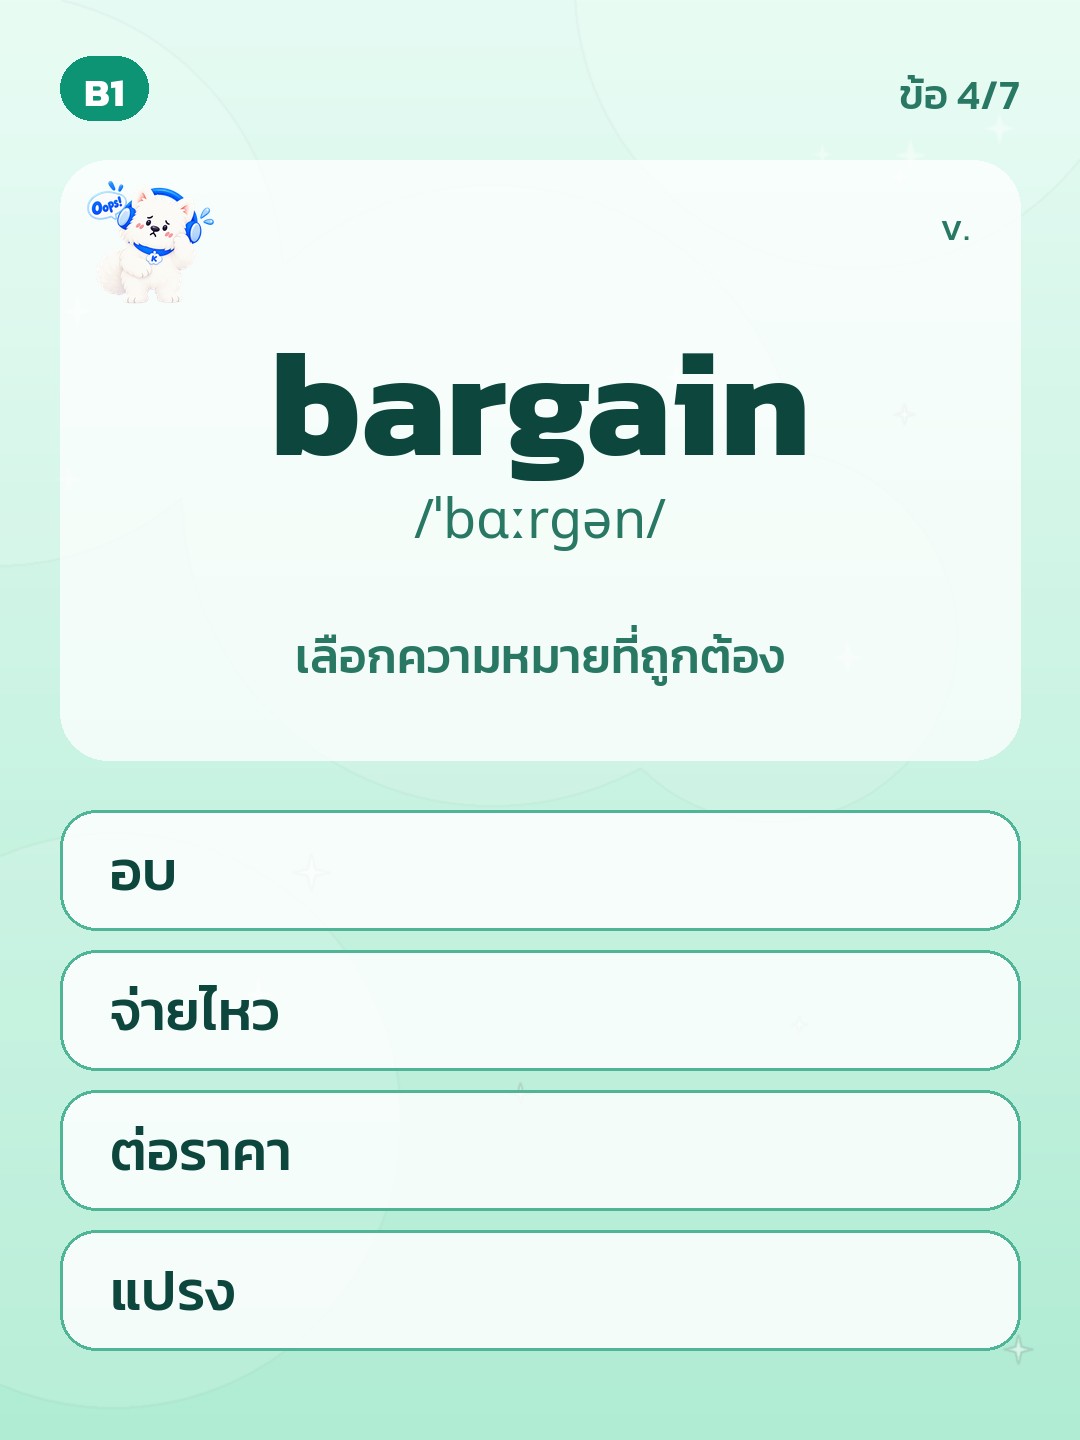 B1
ข้อ 4/7
Oops!
K
v.
bargain
/ˈbɑːrɡən/
เลือกความหมายที่ถูกต้อง
อบ
จ่ายไหว
ต่อราคา
แปรง